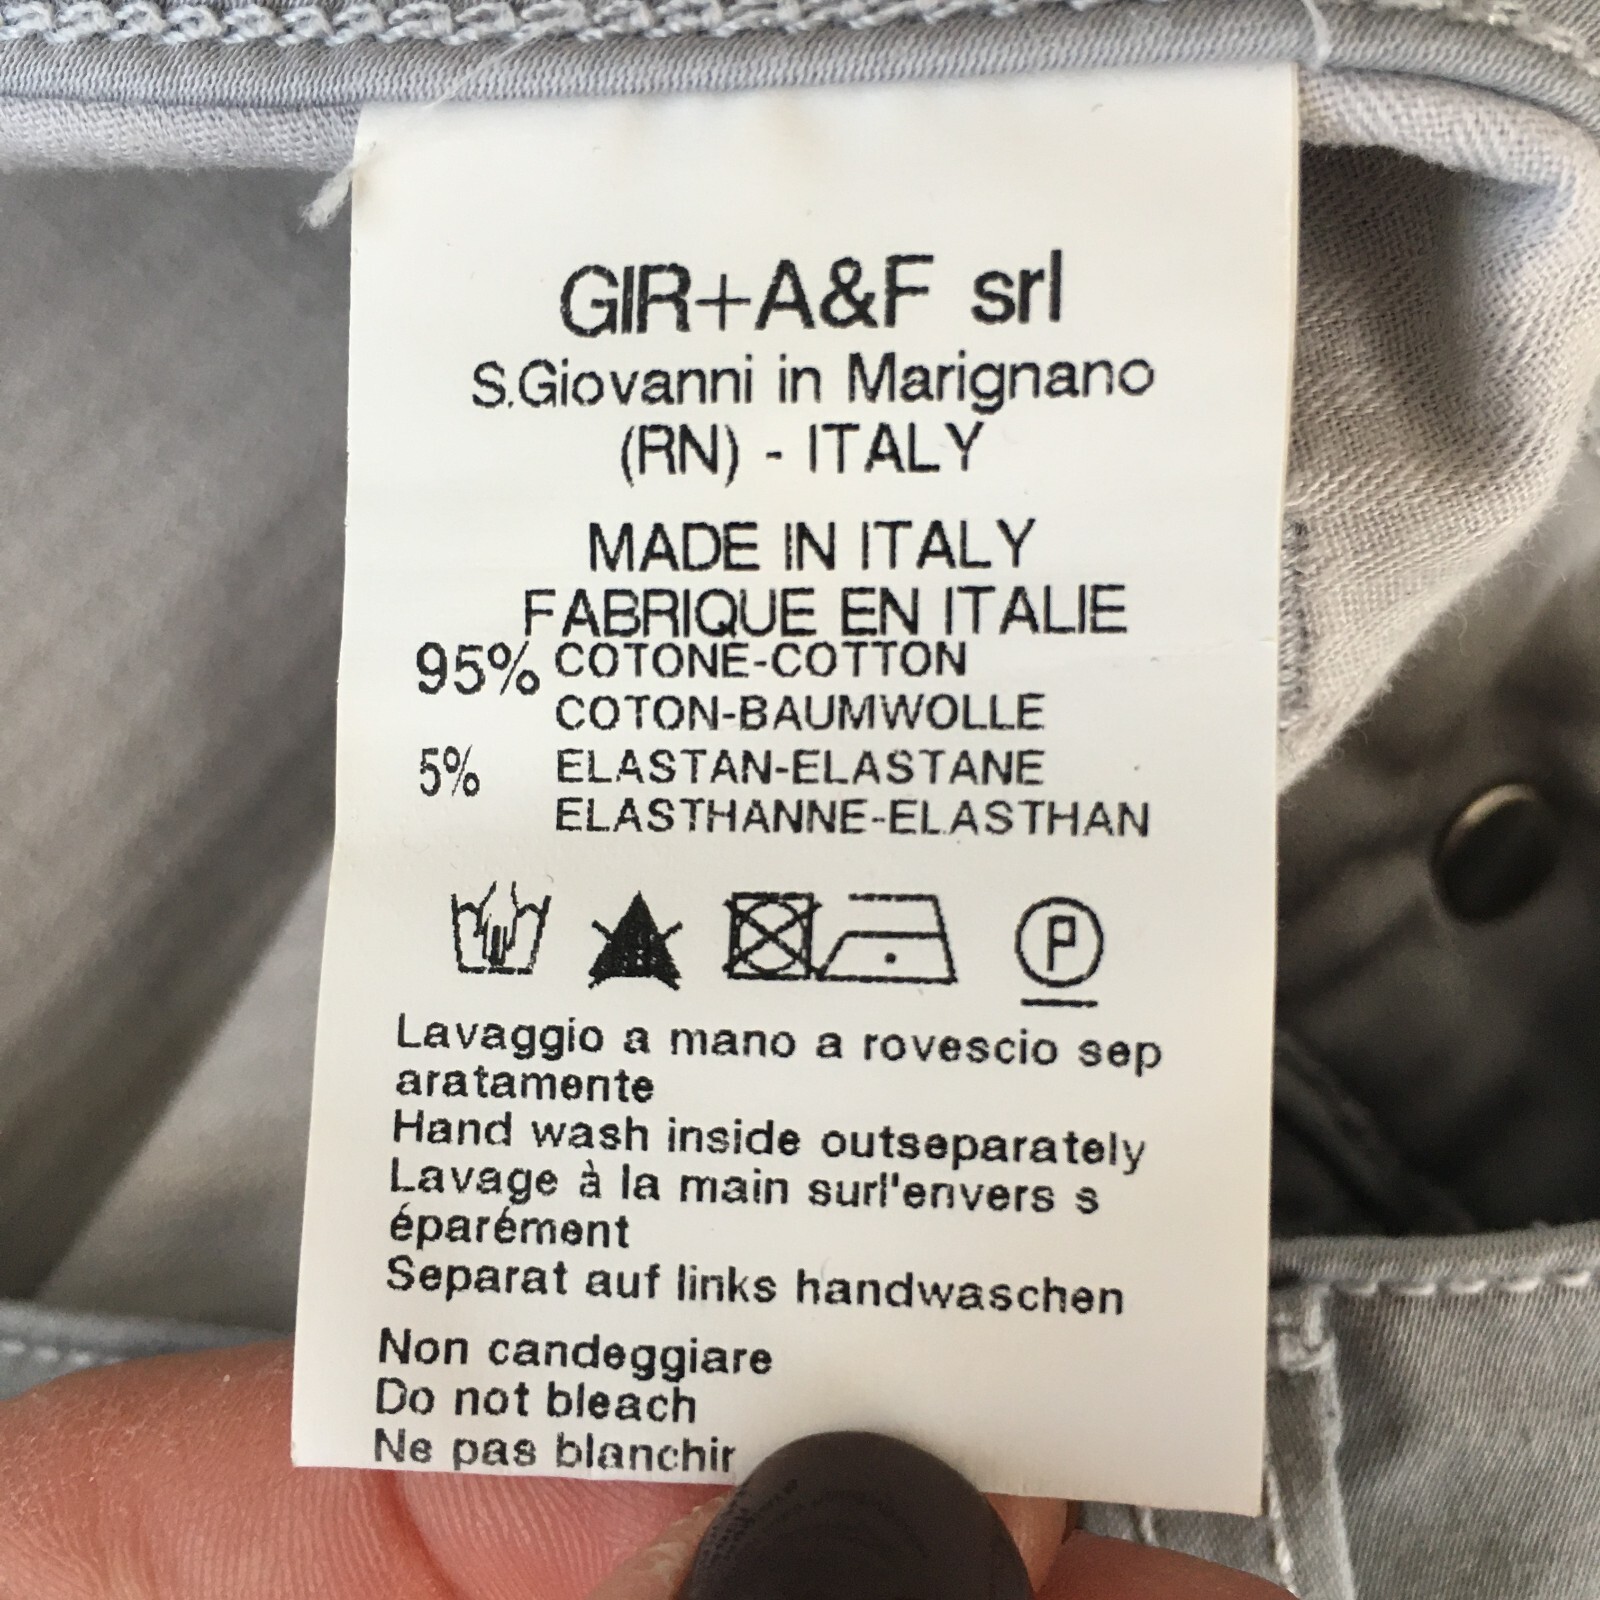 GIR+A&F srl
S.Giovanni in Marignano
(RN) - ITALY
MADE IN ITALY
FABRIQUE EN ITALIE
95% COTONE-COTTON
COTON-BAUMWOLLE
5% ELASTAN-ELASTANE
ELASTHANNE-ELASTHAN
P
Lavaggio a mano a rovescio sep
aratamente
Hand wash inside outseparately
Lavage à la main surl'envers s
éparément
Separat auf links handwaschen
Non candeggiare
Do not bleach
Ne pas blanchir